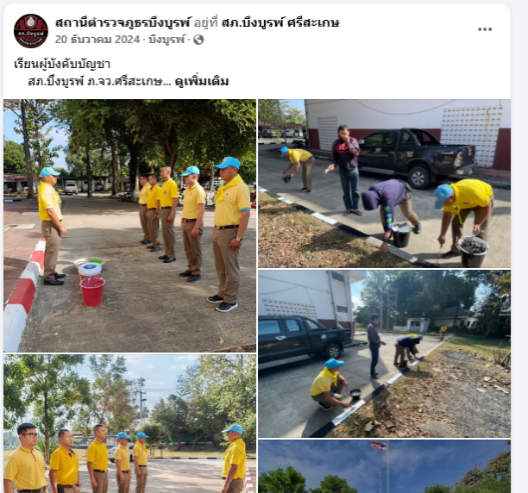 สถานีตำรวจภูธรบึงบูรพ์ อยู่ที่ สภ.บึงบูรพ์ ศรีสะเกษ
20 ธันวาคม 2024 · บึงบูรพ์ ·
เรียนผู้บังคับบัญชา
สภ.บึงบูรพ์ ภ.จว.ศรีสะเกษ... ดูเพิ่มเติม